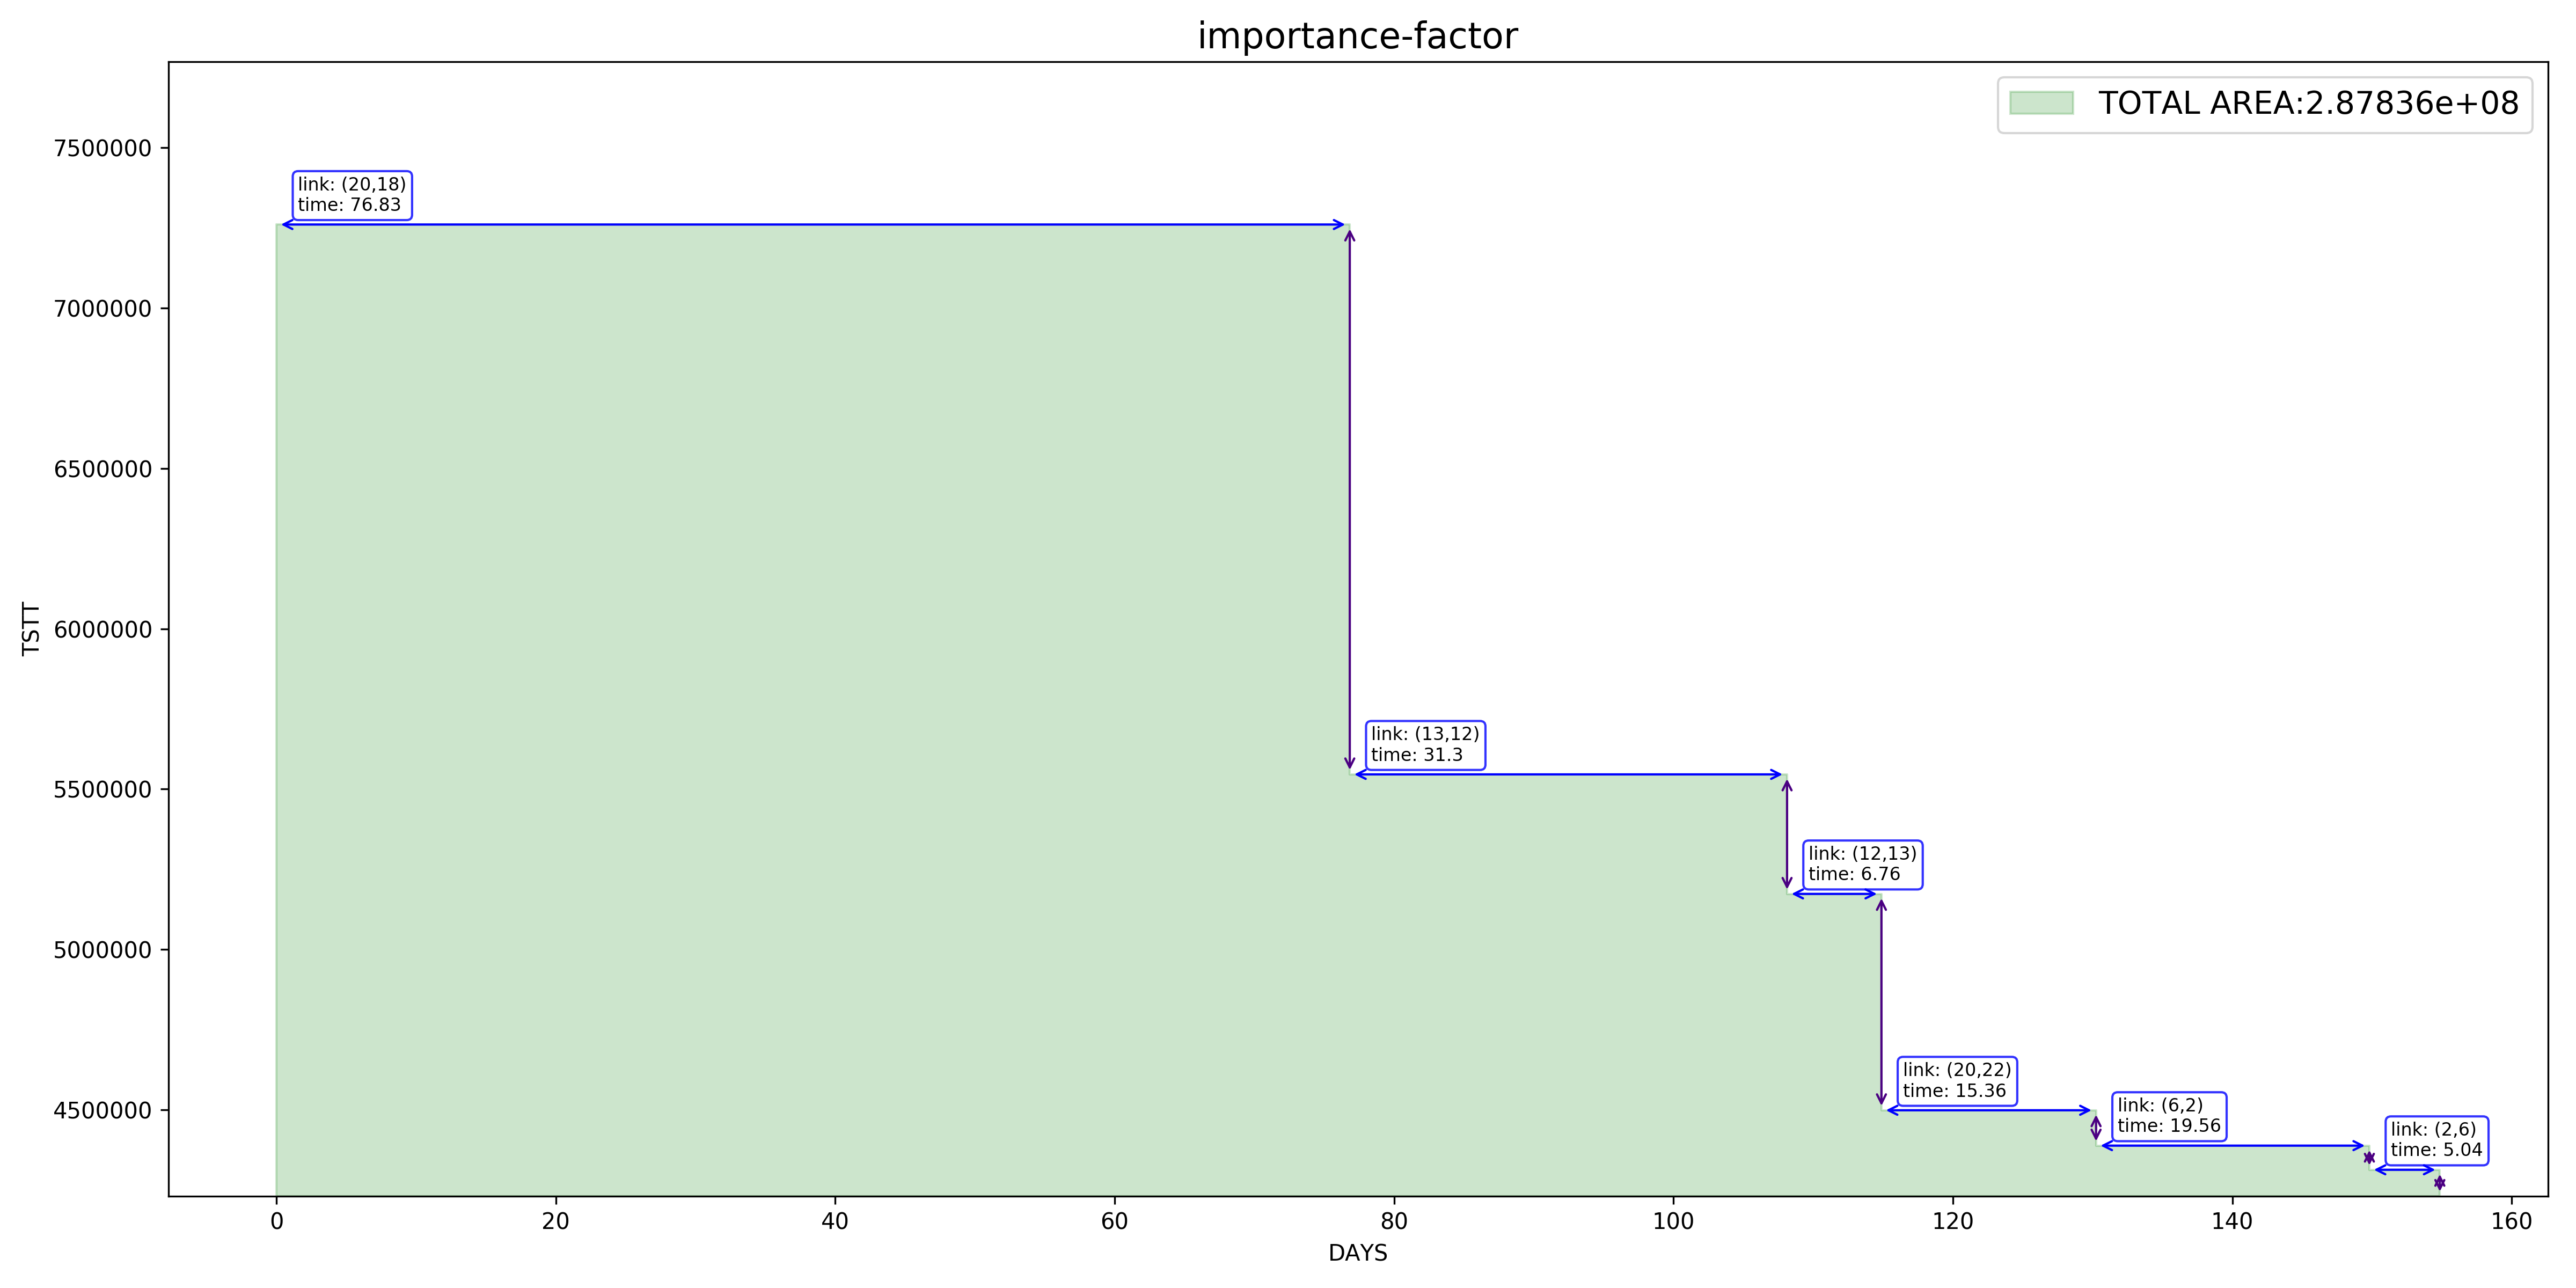 importance-factor
TOTAL AREA:2.87836e+08
7500000
7000000
6500000
6000000
5500000
5000000
4500000
TSTT
link: (20,18)
time: 76.83
link: (13,12)
time: 31.3
link: (12,13)
time: 6.76
link: (20,22)
time: 15.36
link: (6,2)
time: 19.56
link: (2,6)
time: 5.04
0 20 40 60 80 100 120 140 160
DAYS